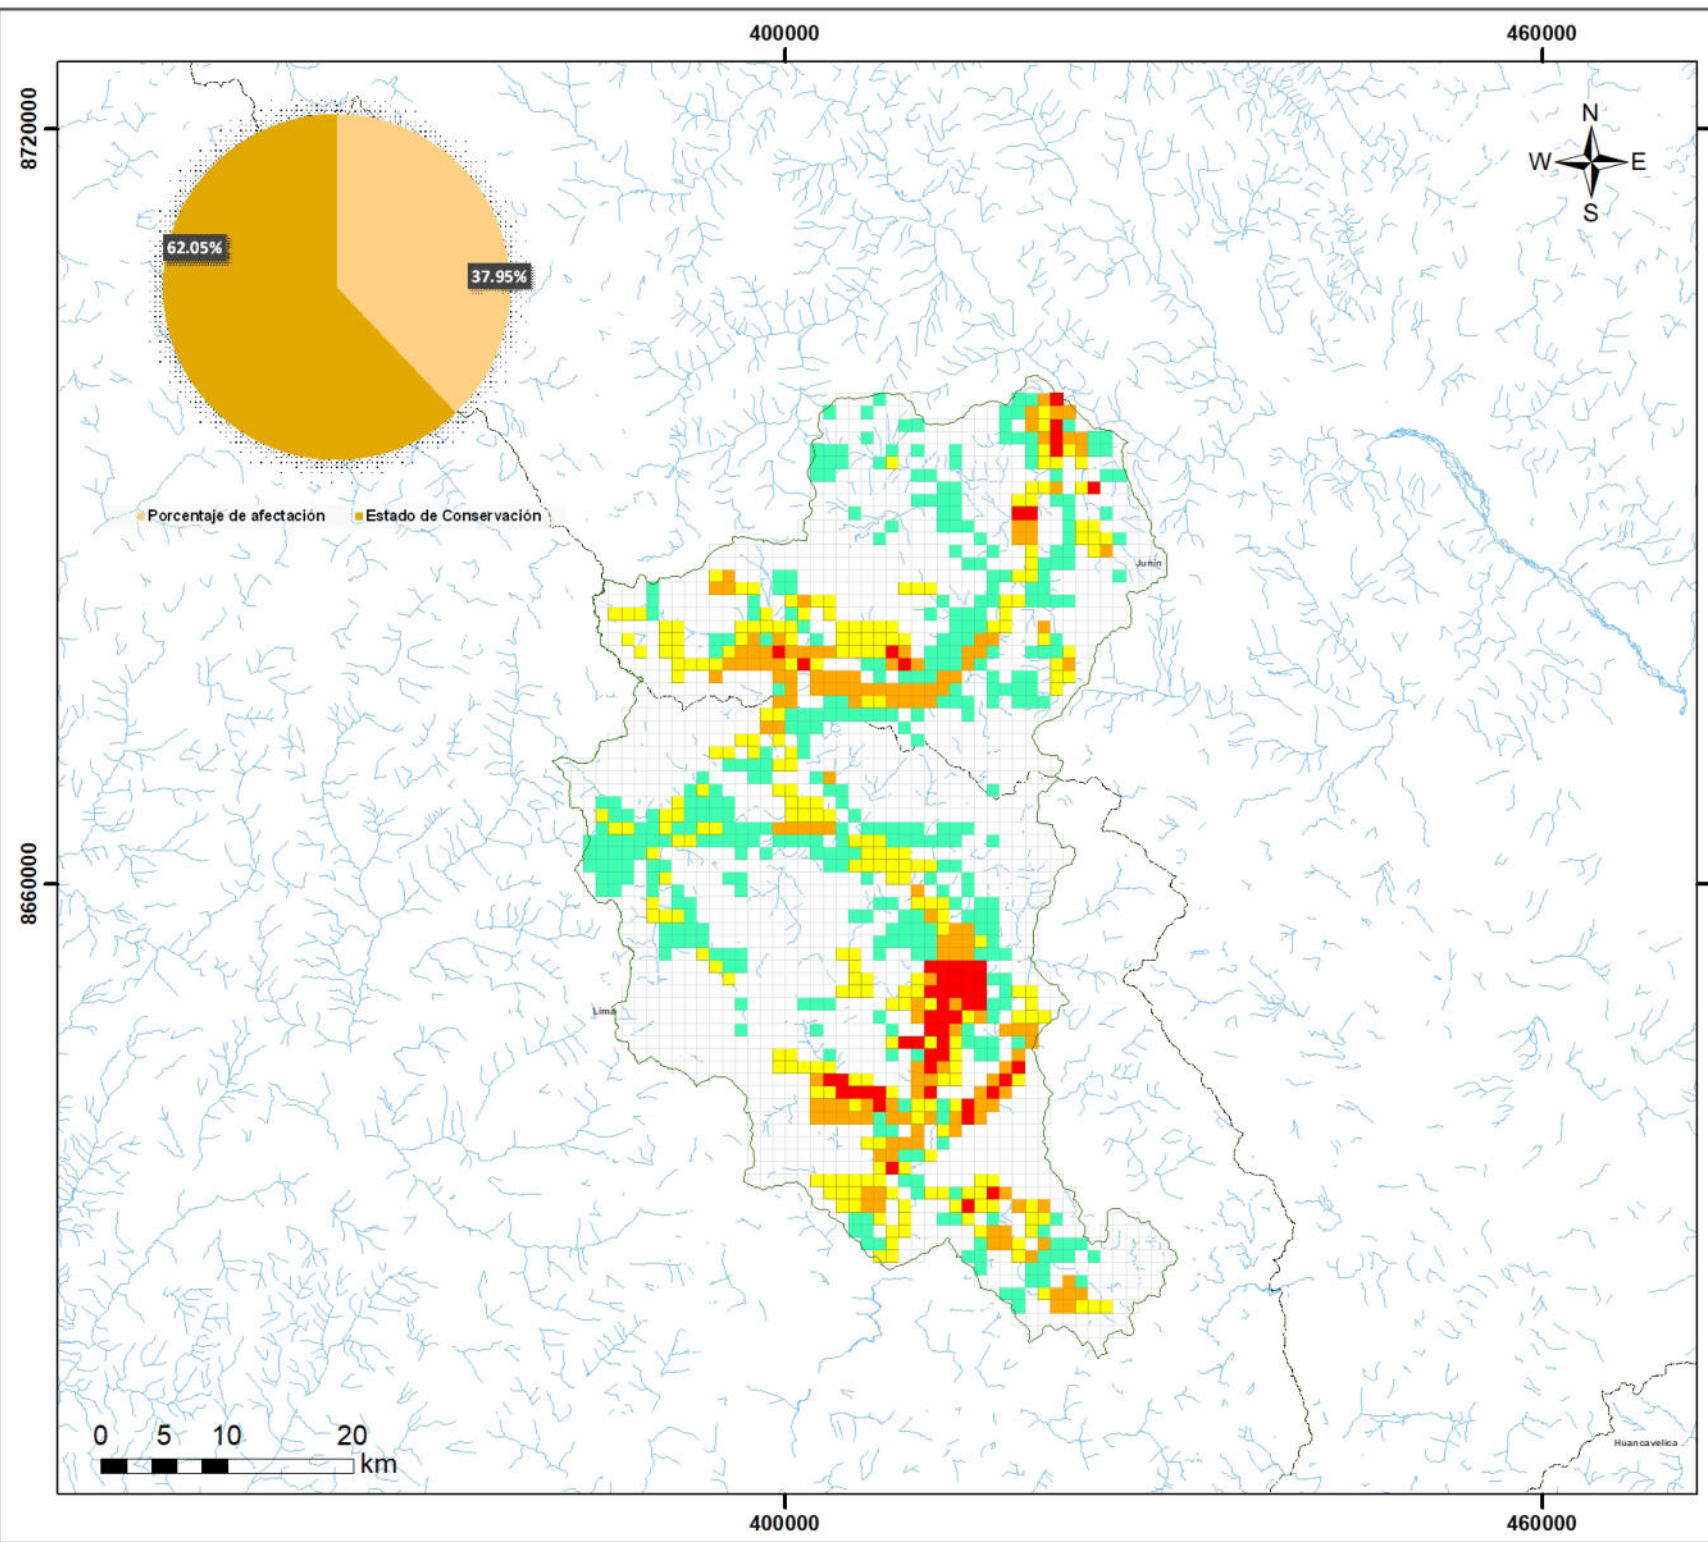 400000 460000
8720000
N
W E
S
62.05%
37.95%
Porcentaje de afectación Estado de Conservación
Junín
8660000
Lima
0 5 10 20
km
Huancavelica
400000 460000